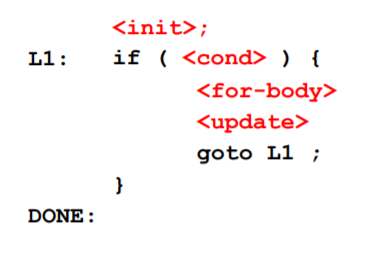 <init>;
L1: if ( <cond> ) {
<for-body>
<update>
goto L1 ;
}
DONE: